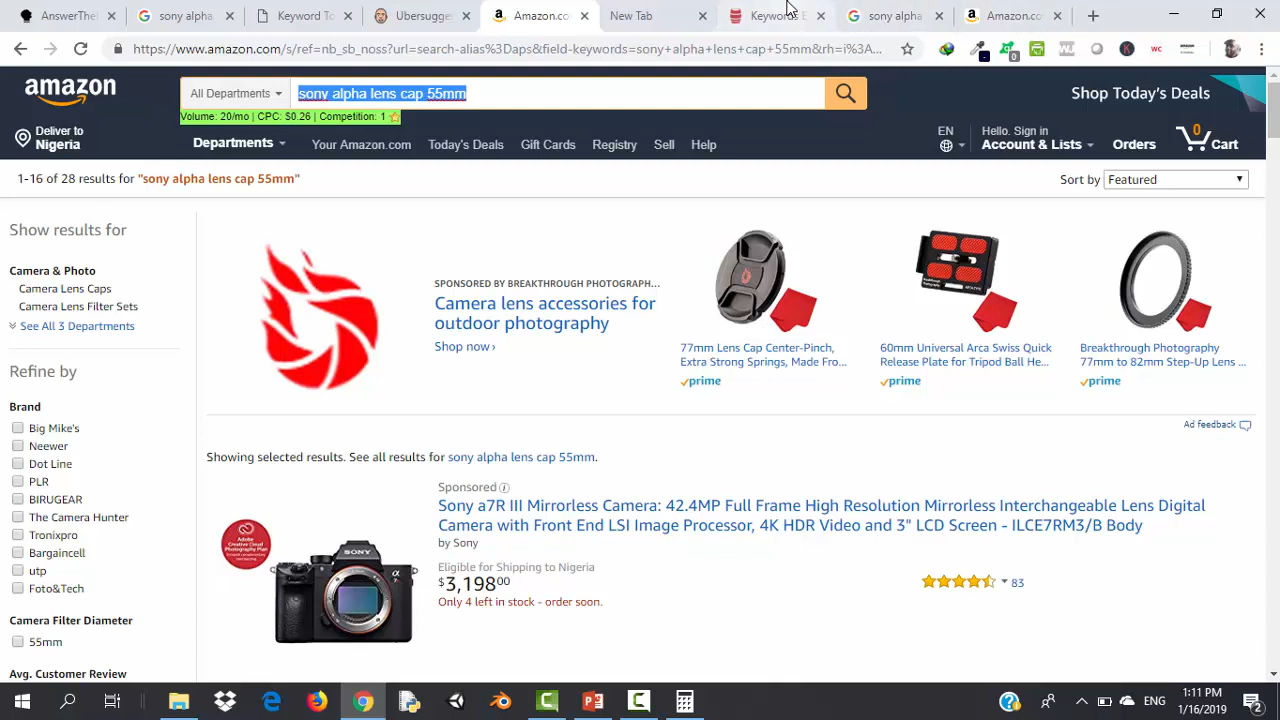 AnswerTh
sony alpha
Keyword To
Ubersugge
Amazon.co
New Tab
Keywords E
sony alpha
Amazon.co
https://www.amazon.com/s/ref=nb_sb_noss?url=search-alias%3Daps&field-keywords=sony+alpha+lens+cap+55mm&rh=i%3A...
amazon
All Departments
sony alpha lens cap 55mm
Shop Today's Deals
Volume: 20/mo | CPC: $0.26 | Competition: 1
Deliver to
Nigeria
Departments
Your Amazon.com
Today's Deals
Gift Cards
Registry
Sell
Help
EN
Hello. Sign in
Account & Lists
Orders
0
Cart
1-16 of 28 results for "sony alpha lens cap 55mm"
Sort by
Featured
Show results for
Camera & Photo
Camera Lens Caps
Camera Lens Filter Sets
See All 3 Departments
Refine by
Brand
Big Mike's
Neewer
Dot Line
PLR
BIRUGEAR
The Camera Hunter
Tronixpro
Bargaincell
utp
Foto&Tech
Camera Filter Diameter
55mm
Avg. Customer Review
SPONSORED BY BREAKTHROUGH PHOTOGRAPH...
Camera lens accessories for
outdoor photography
Shop now ›
77mm Lens Cap Center-Pinch,
Extra Strong Springs, Made Fro...
prime
60mm Universal Arca Swiss Quick
Release Plate for Tripod Ball He...
prime
Breakthrough Photography
77mm to 82mm Step-Up Lens ...
prime
Ad feedback
Showing selected results. See all results for sony alpha lens cap 55mm.
Sponsored
Sony a7R III Mirrorless Camera: 42.4MP Full Frame High Resolution Mirrorless Interchangeable Lens Digital
Camera with Front End LSI Image Processor, 4K HDR Video and 3" LCD Screen - ILCE7RM3/B Body
by Sony
Eligible for Shipping to Nigeria
$3,198.00
Only 4 left in stock - order soon.
83
SONY
ENG
1:11 PM
1/16/2019
2